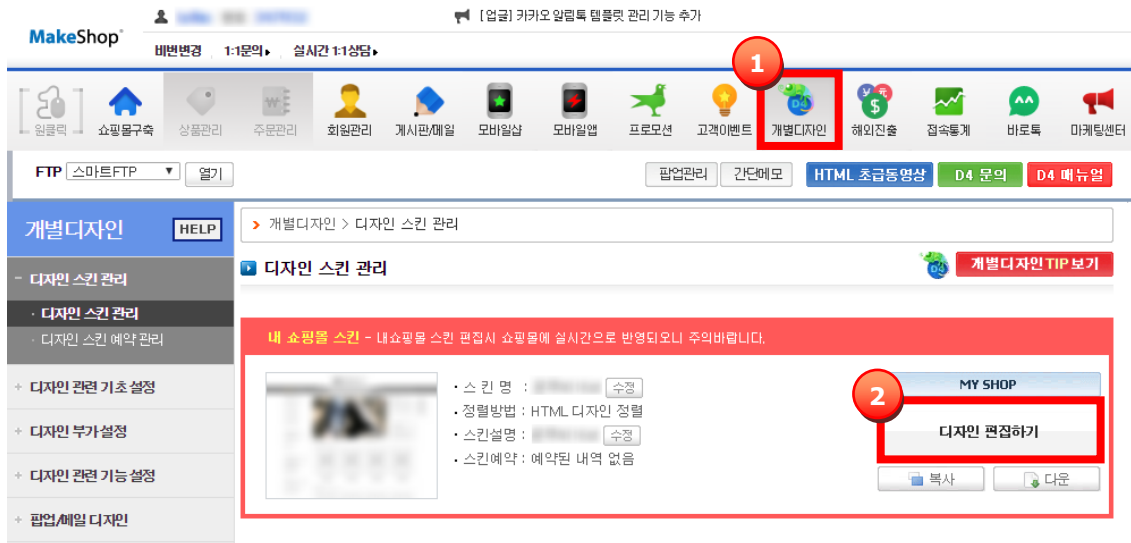 MakeShop
[업글] 카카오 알림톡 템플릿 관리 기능 추가
비번변경 1:1문의 실시간 1:1상담
1
원클릭 쇼핑몰구축 상품관리 주문관리 회원관리 게시판/메일 모바일샵 모바일앱 프로모션 고객이벤트 개별디자인 해외진출 접속통계 바로톡 마케팅센터
FTP 스마트FTP 열기 팝업관리 간단메모 HTML 초급동영상 D4 문의 D4 매뉴얼
개별디자인 HELP
› 개별디자인 > 디자인 스킨 관리
디자인 스킨 관리
개별디자인TIP보기
- 디자인 스킨 관리
· 디자인 스킨 관리
· 디자인 스킨 예약 관리
+ 디자인 관련 기초 설정
+ 디자인 부가 설정
+ 디자인 관련 기능 설정
+ 팝업/메일 디자인
내 쇼핑몰 스킨 - 내쇼핑몰 스킨 편집시 쇼핑몰에 실시간으로 반영되오니 주의바랍니다.
· 스 킨 명 : 수정
· 정렬방법 : HTML 디자인 정렬
· 스킨설명 : 수정
· 스킨예약 : 예약된 내역 없음
MY SHOP
2
디자인 편집하기
복사 다운